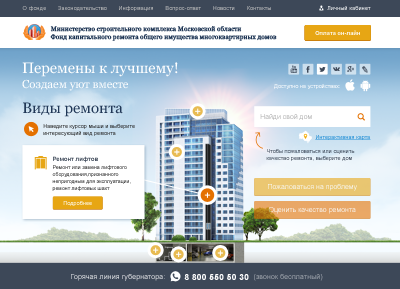 О фонде Законодательство Информация Вопрос-ответ Новости Контакты Личный кабинет
Министерство строительного комплекса Московской области
Фонд капитального ремонта общего имущества многоквартирных домов
Оплата он-лайн
Перемены к лучшему!
Создаем уют вместе
Доступно на устройствах:
Виды ремонта
Наведите курсор мыши и выберите
интересующий вид ремонта
Найди свой дом
Интерактивная карта
Чтобы пожаловаться или оценить
качество ремонта, выберите дом
Ремонт лифтов
Ремонт или замена лифтового
оборудования, признанного
непригодным для эксплуатации,
ремонт лифтовых шахт
Подробнее
Пожаловаться на проблему
Оценить качество ремонта
Горячая линия губернатора: 8 800 550 50 30 (звонок бесплатный)